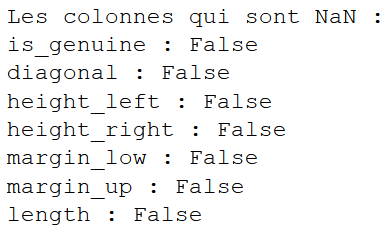 Les colonnes qui sont NaN :
is_genuine : False
diagonal : False
height_left : False
height_right : False
margin_low : False
margin_up : False
length : False